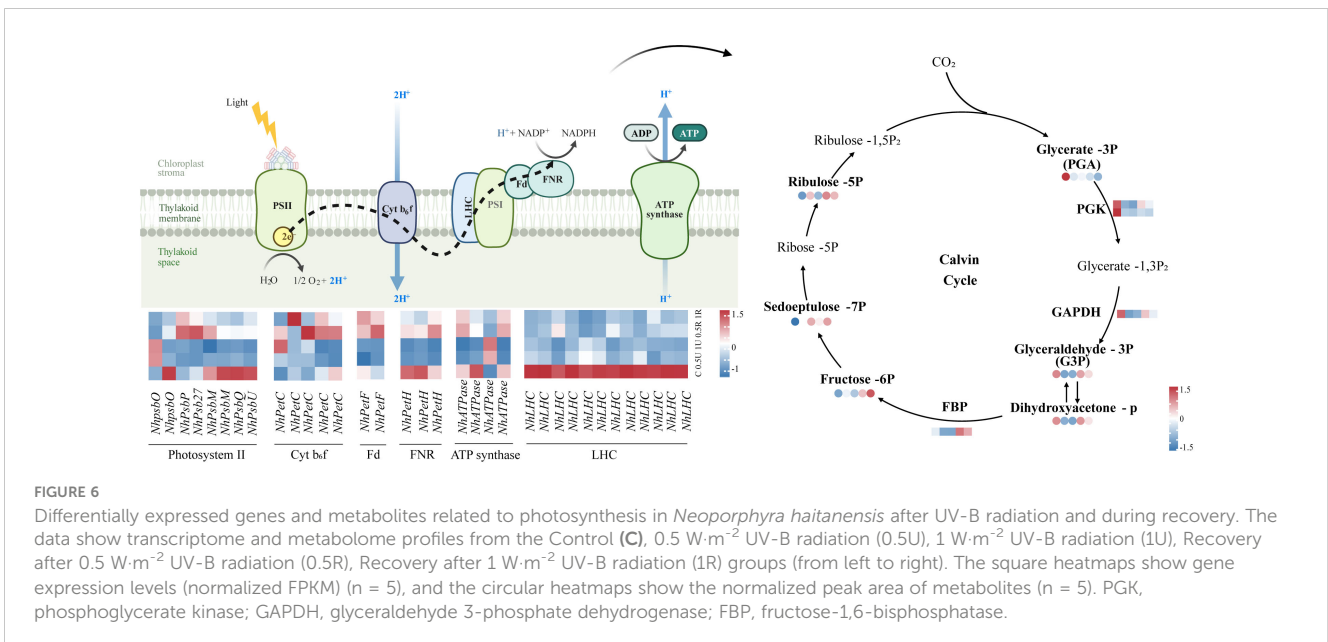 Light
Chloroplast
stroma
Thylakoid
membrane
Thylakoid
space
PSII
2e⁻
H₂O
1/2 O₂ + 2H⁺
2H⁺
Cyt b₆f
2H⁺
LHC
PSI
Fd
FNR
H⁺ + NADP⁺
NADPH
H⁺
ADP
ATP
ATP
synthase
H⁺
CO₂
Ribulose -1,5P₂
Glycerate -3P
(PGA)
Ribulose -5P
PGK
Ribose -5P
Calvin
Cycle
Glycerate -1,3P₂
Sedoeptulose -7P
GAPDH
Glyceraldehyde - 3P
(G3P)
Fructose -6P
FBP
Dihydroxyacetone - p
1.5
0
-1.5
C 0.5U 1U 0.5R 1R
1.5
0
-1
NhpsbO
NhpsbO
NhPsbP
NhPsb27
NhPsbM
NhPsbM
NhPsbQ
NhPsbU
NhPetC
NhPetC
NhPetC
NhPetC
NhPetC
NhPetF
NhPetF
NhPetH
NhPetH
NhPetH
NhATPase
NhATPase
NhATPase
NhATPase
NhLHC
NhLHC
NhLHC
NhLHC
NhLHC
NhLHC
NhLHC
NhLHC
NhLHC
NhLHC
Photosystem II
Cyt b₆f
Fd
FNR
ATP synthase
LHC
FIGURE 6
Differentially expressed genes and metabolites related to photosynthesis in Neoporphyra haitanensis after UV-B radiation and during recovery. The
data show transcriptome and metabolome profiles from the Control (C), 0.5 W·m⁻² UV-B radiation (0.5U), 1 W·m⁻² UV-B radiation (1U), Recovery
after 0.5 W·m⁻² UV-B radiation (0.5R), Recovery after 1 W·m⁻² UV-B radiation (1R) groups (from left to right). The square heatmaps show gene
expression levels (normalized FPKM) (n = 5), and the circular heatmaps show the normalized peak area of metabolites (n = 5). PGK,
phosphoglycerate kinase; GAPDH, glyceraldehyde 3-phosphate dehydrogenase; FBP, fructose-1,6-bisphosphatase.